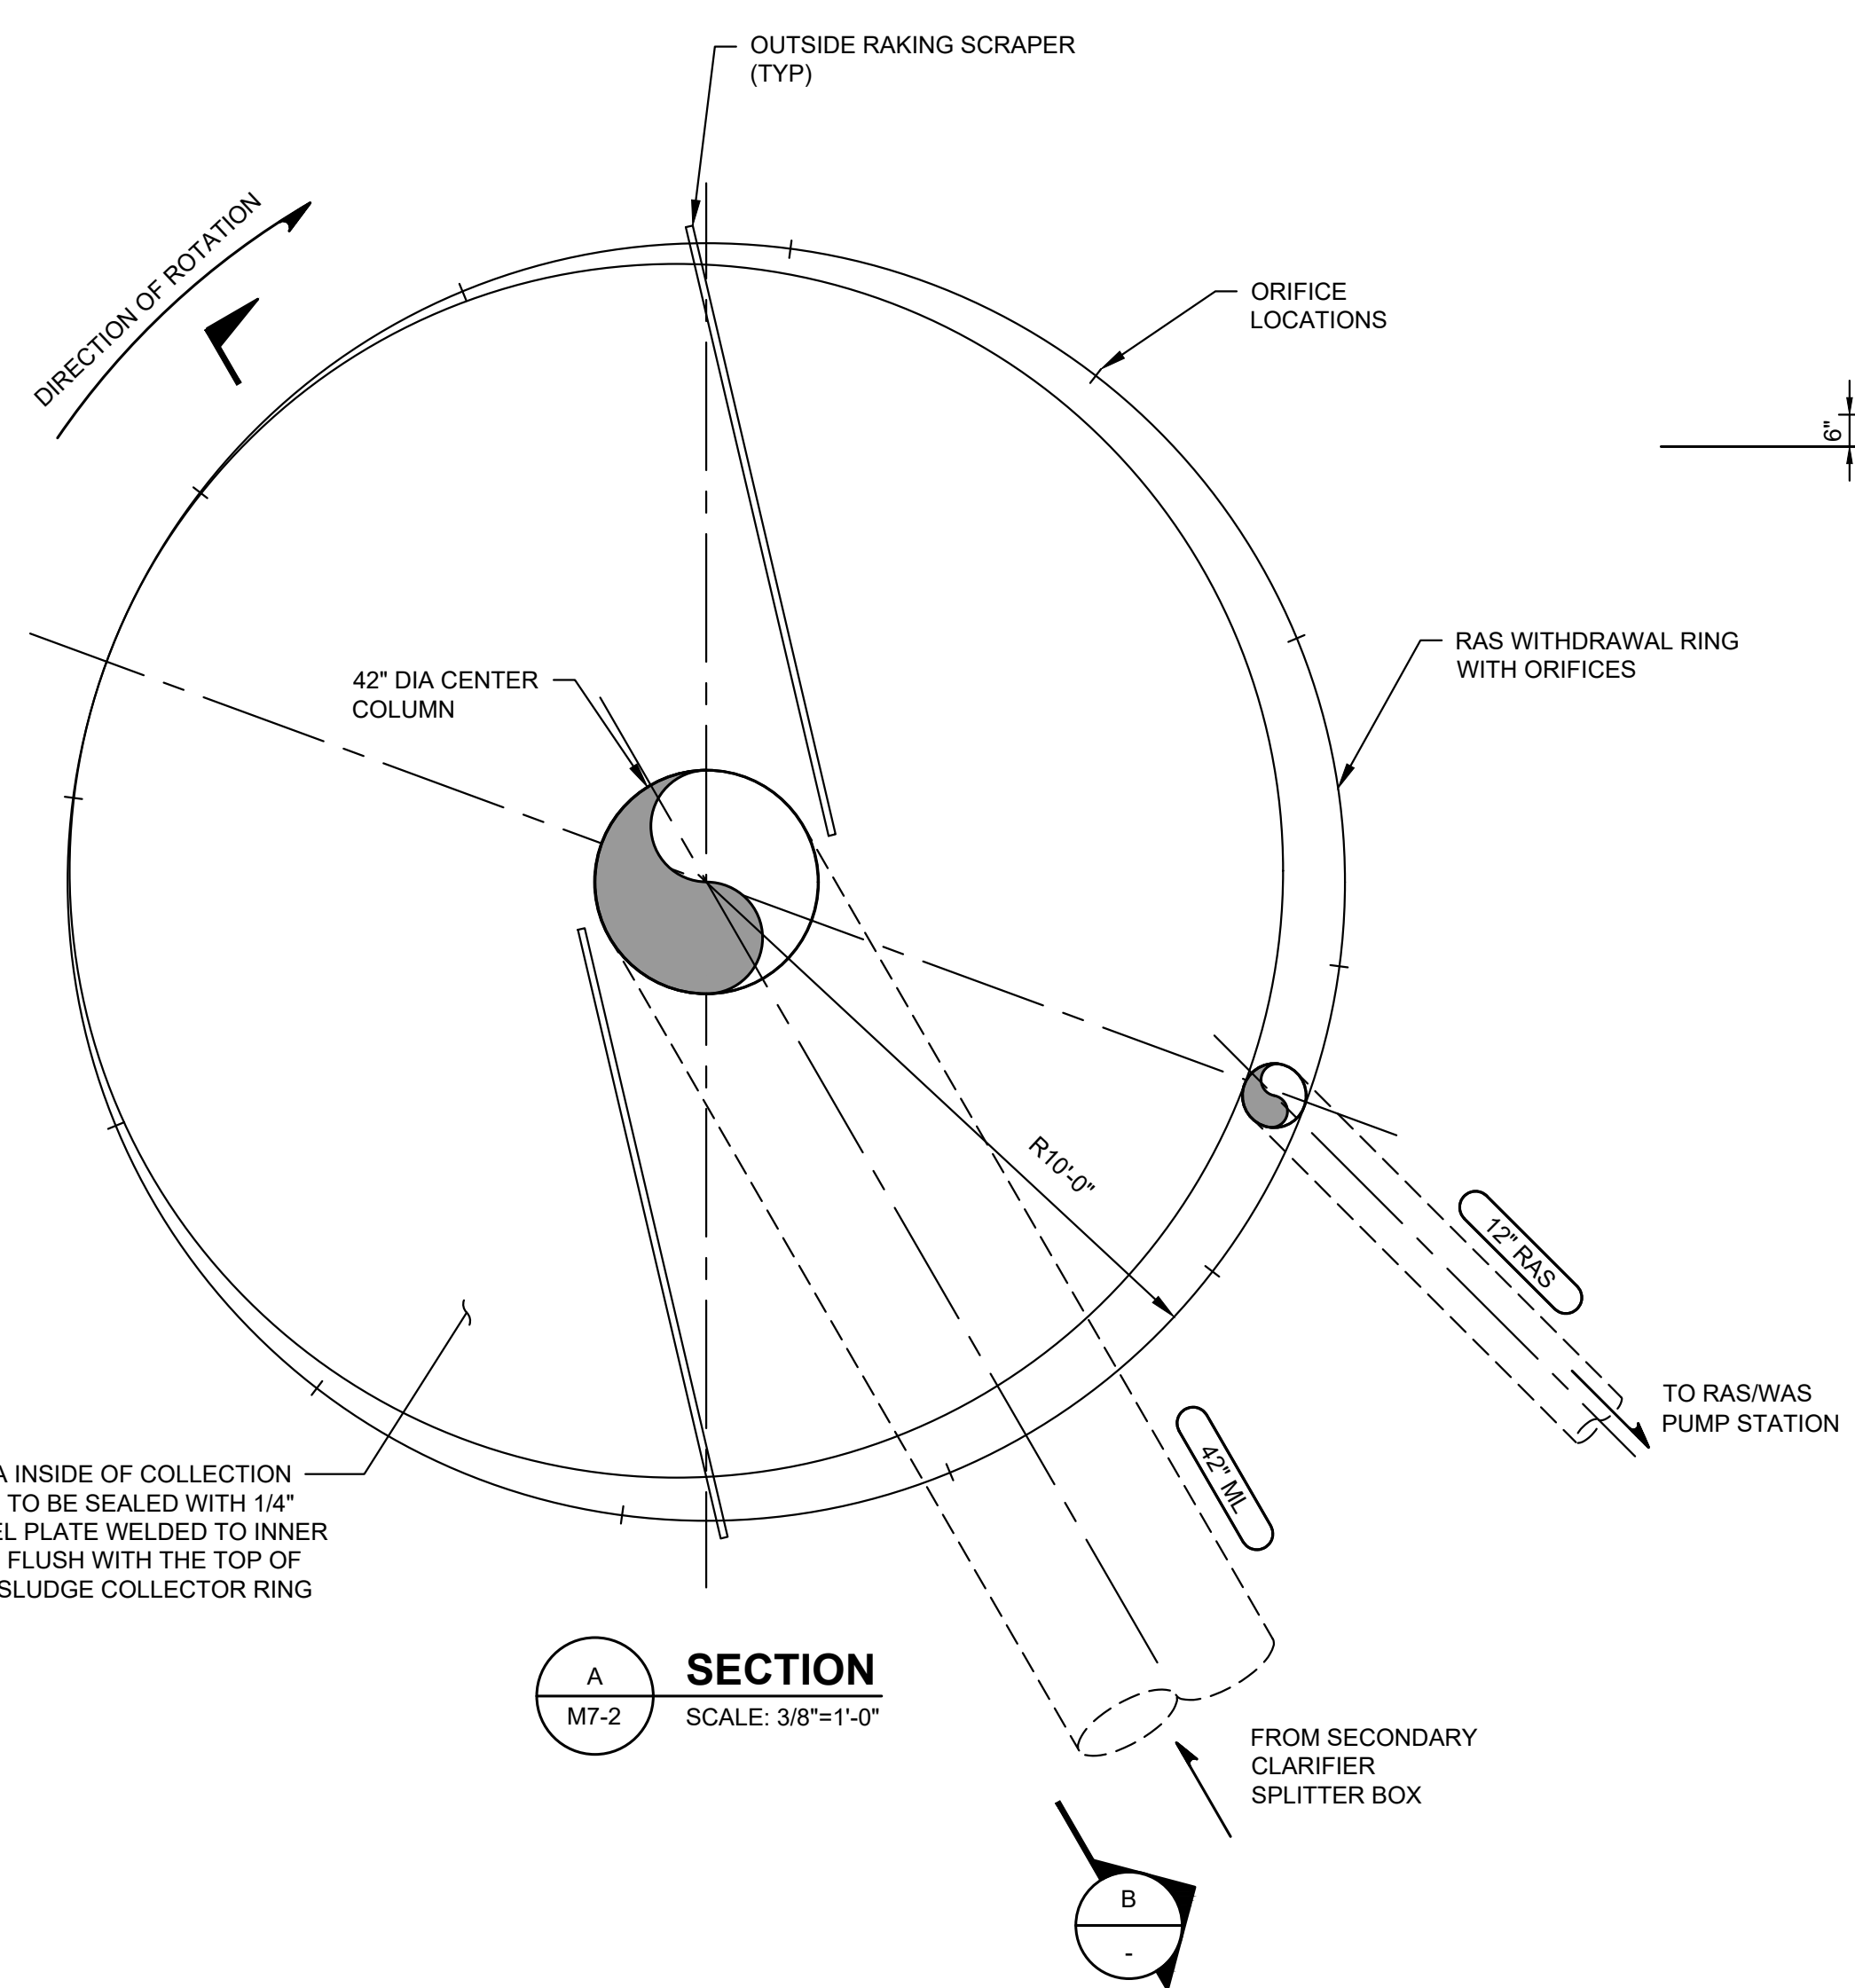 OUTSIDE RAKING SCRAPER
(TYP)
DIRECTION OF ROTATION
ORIFICE
LOCATIONS
6"
RAS WITHDRAWAL RING
WITH ORIFICES
42" DIA CENTER
COLUMN
R10'-0"
12" RAS
TO RAS/WAS
PUMP STATION
42" ML
A INSIDE OF COLLECTION
TO BE SEALED WITH 1/4"
EL PLATE WELDED TO INNER
FLUSH WITH THE TOP OF
SLUDGE COLLECTOR RING
A
M7-2
SECTION
SCALE: 3/8"=1'-0"
FROM SECONDARY
CLARIFIER
SPLITTER BOX
B
-